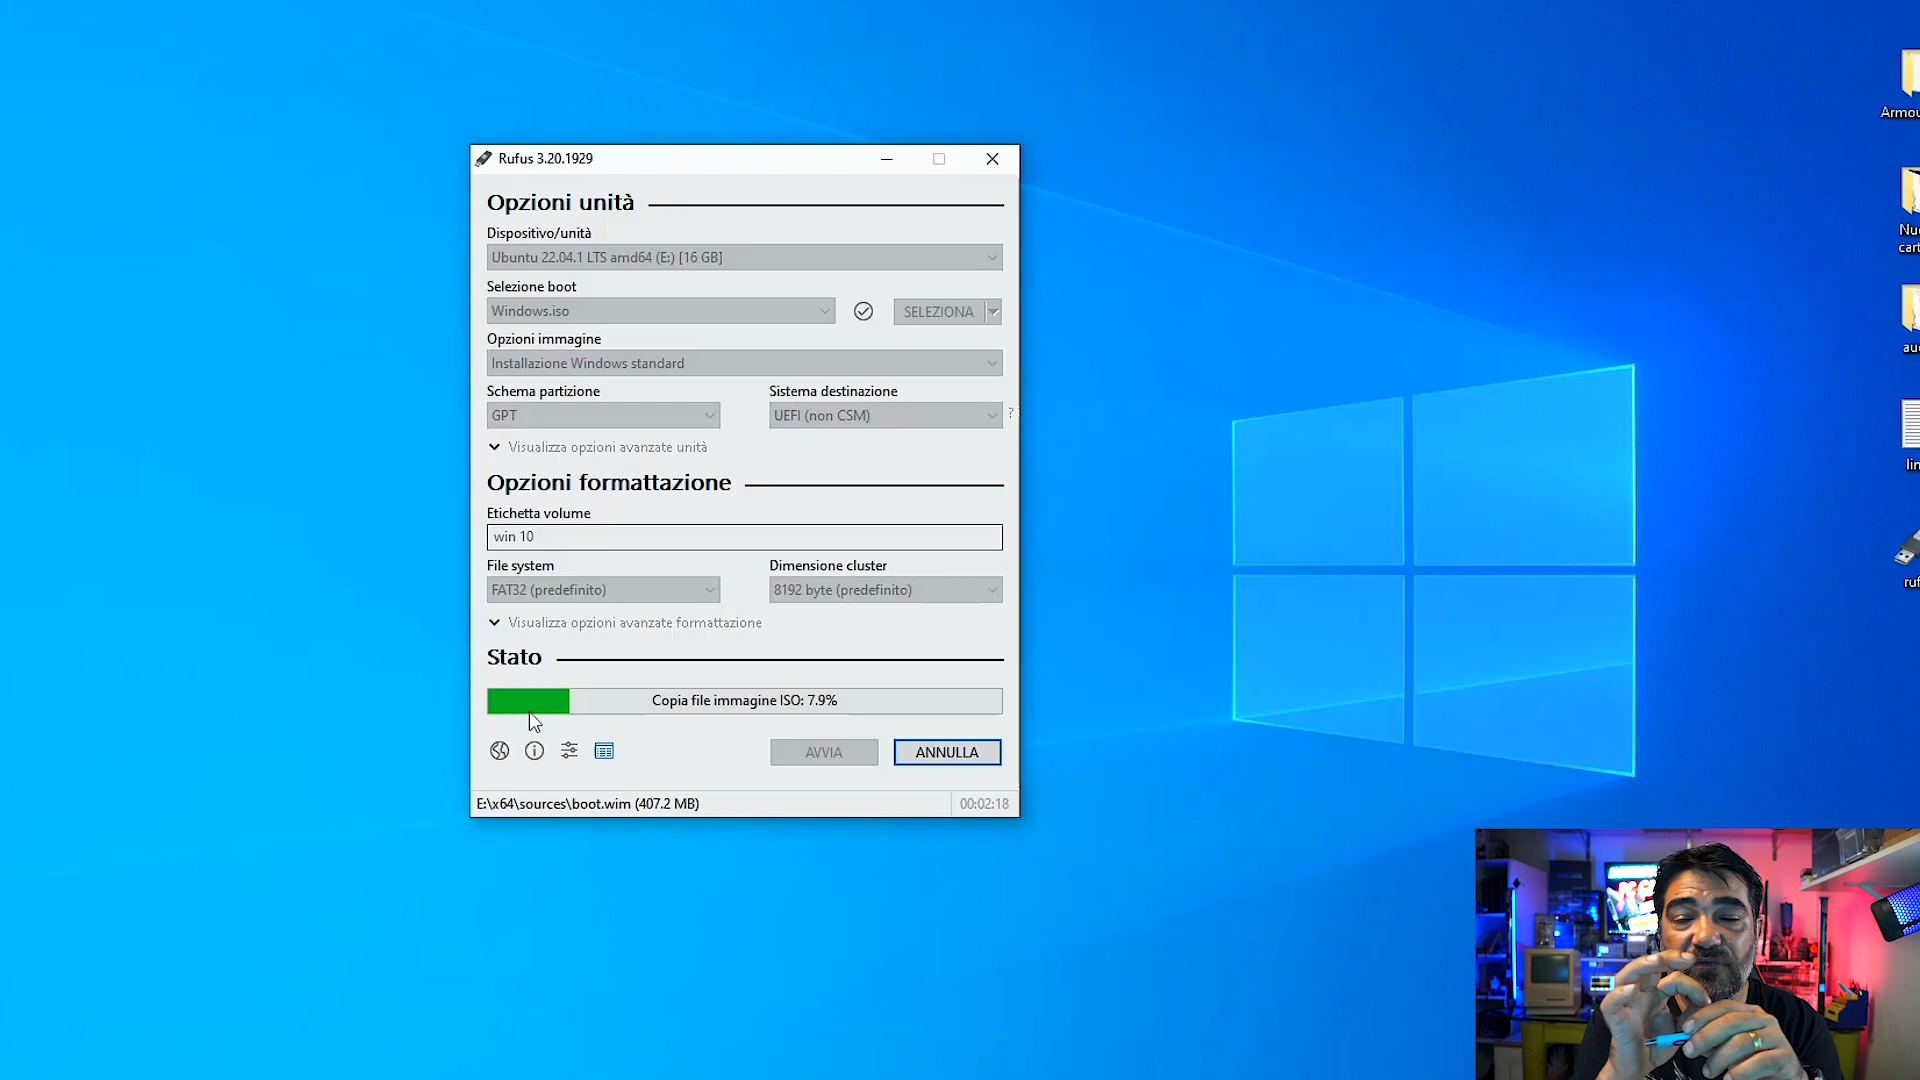 Rufus 3.20.1929
Opzioni unità
Dispositivo/unità
Ubuntu 22.04.1 LTS amd64 (E:) [16 GB]
Selezione boot
Windows.iso
SELEZIONA
Opzioni immagine
Installazione Windows standard
Schema partizione
Sistema destinazione
GPT
UEFI (non CSM)
?
Visualizza opzioni avanzate unità
Opzioni formattazione
Etichetta volume
win 10
File system
Dimensione cluster
FAT32 (predefinito)
8192 byte (predefinito)
Visualizza opzioni avanzate formattazione
Stato
Copia file immagine ISO: 7.9%
AVVIA
ANNULLA
E:\x64\sources\boot.wim (407.2 MB)
00:02:18
Armou
Nu
cart
au
lin
ruf